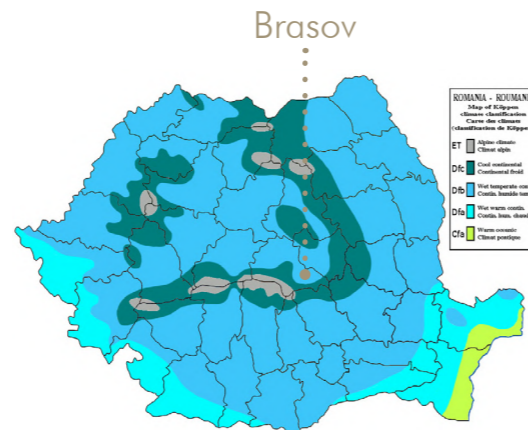 Brasov
ROMANIA - ROUMANI
Map of Köppen
climate classification
Carte des climats
(classification de Köppe
ET Alpine climate
Climat alpin
Dfc Cool continental
Continental froid
Dfb Wet temperate con
Contin. humide tem
Dfa Wet warm contin.
Contin. hum. chaud
Cfa Warm oceanic
Climat pontique